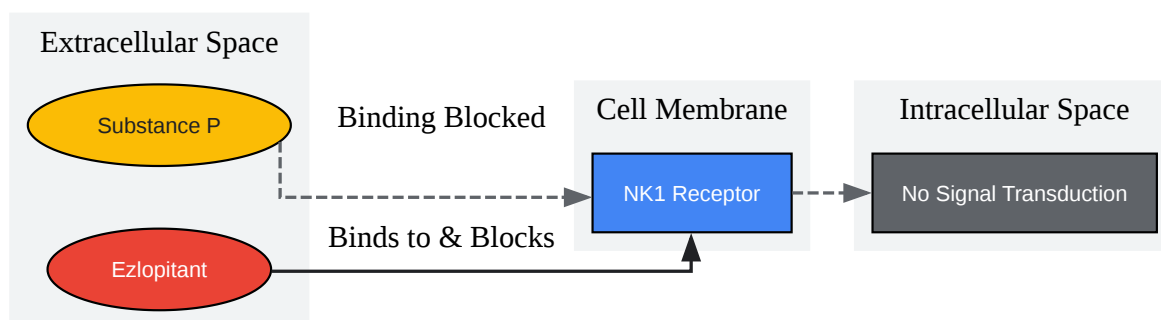 Extracellular Space
Substance P
Binding Blocked
Cell Membrane
Intracellular Space
NK1 Receptor
No Signal Transduction
Binds to & Blocks
Ezlopitant